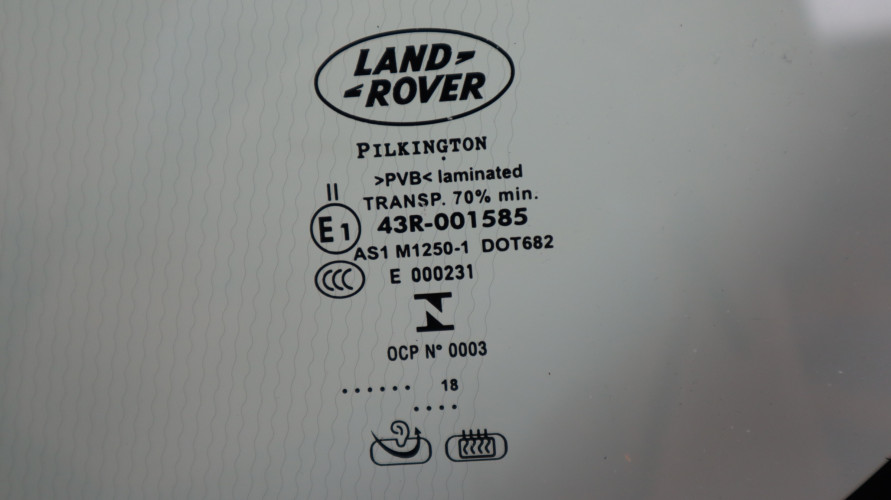 LAND
ROVER
PILKINGTON
>PVB< laminated
II
TRANSP. 70% min.
E1
43R-001585
AS1 M1250-1 DOT682
CCC
E 000231
N
OCP N° 0003
...... 18
....